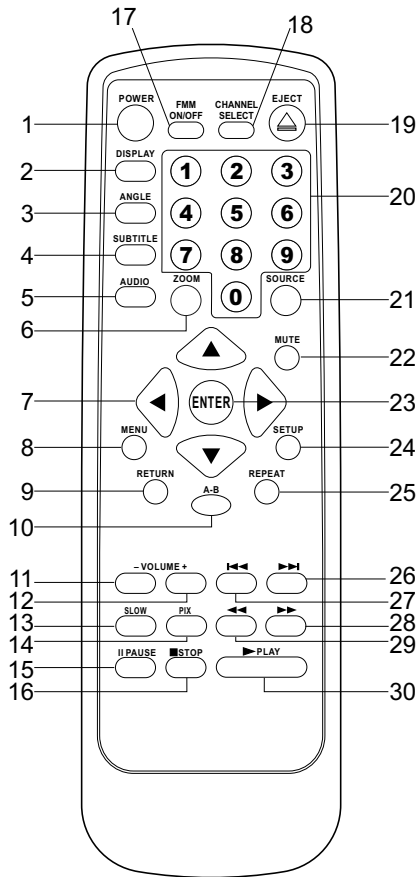 17
18
POWER
FMM
ON/OFF
CHANNEL
SELECT
EJECT
1
19
DISPLAY
2
1 2 3
20
ANGLE
3
4 5 6
SUBTITLE
4
7 8 9
AUDIO
5
ZOOM
0
SOURCE
6
21
MUTE
22
7
ENTER
23
MENU
8
SETUP
24
RETURN
9
A-B
REPEAT
25
10
– VOLUME +
11
26
12
27
SLOW
PIX
13
28
14
29
II PAUSE
■STOP
►PLAY
15
16
30